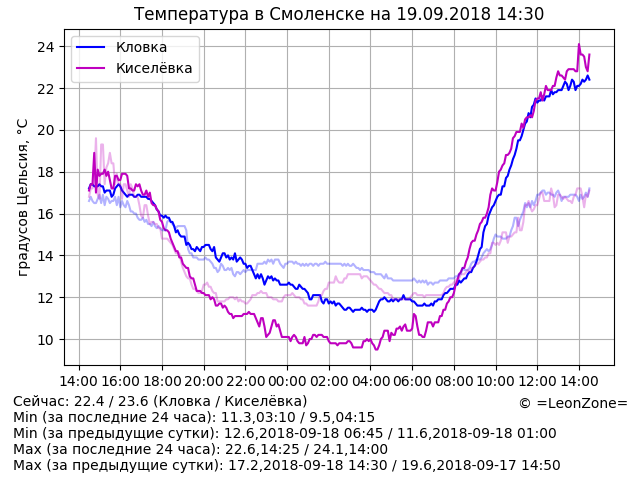 Температура в Смоленске на 19.09.2018 14:30
Кловка
Киселёвка
градусов Цельсия, °C
24
22
20
18
16
14
12
10
14:00 16:00 18:00 20:00 22:00 00:00 02:00 04:00 06:00 08:00 10:00 12:00 14:00
Сейчас: 22.4 / 23.6 (Кловка / Киселёвка)
© =LeonZone=
Min (за последние 24 часа): 11.3,03:10 / 9.5,04:15
Min (за предыдущие сутки): 12.6,2018-09-18 06:45 / 11.6,2018-09-18 01:00
Max (за последние 24 часа): 22.6,14:25 / 24.1,14:00
Max (за предыдущие сутки): 17.2,2018-09-18 14:30 / 19.6,2018-09-17 14:50